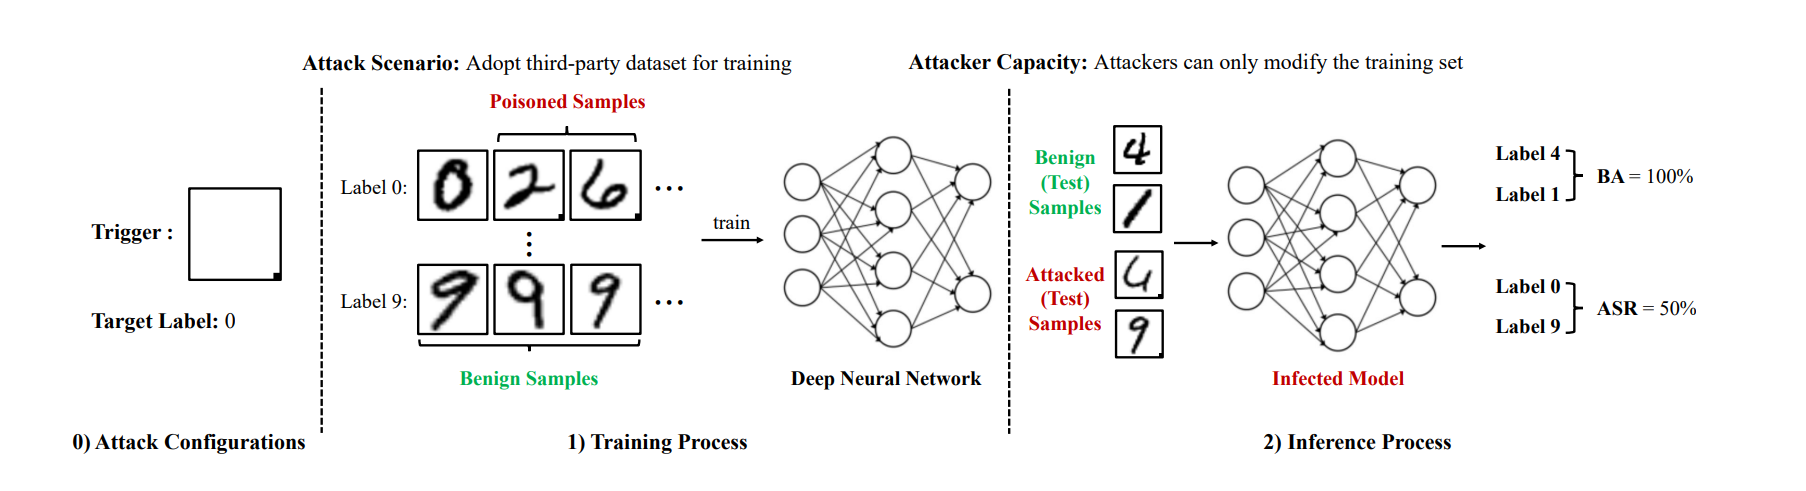 Attack Scenario: Adopt third-party dataset for training
Attacker Capacity: Attackers can only modify the training set
Trigger :
Target Label: 0
0) Attack Configurations
Poisoned Samples
Label 0:
0 2 6 ...
Label 9:
9 9 9 ...
Benign Samples
train
Deep Neural Network
1) Training Process
Benign
(Test)
Samples
4
1
Attacked
(Test)
Samples
4
9
Infected Model
Label 4
Label 1
BA = 100%
Label 0
Label 9
ASR = 50%
2) Inference Process